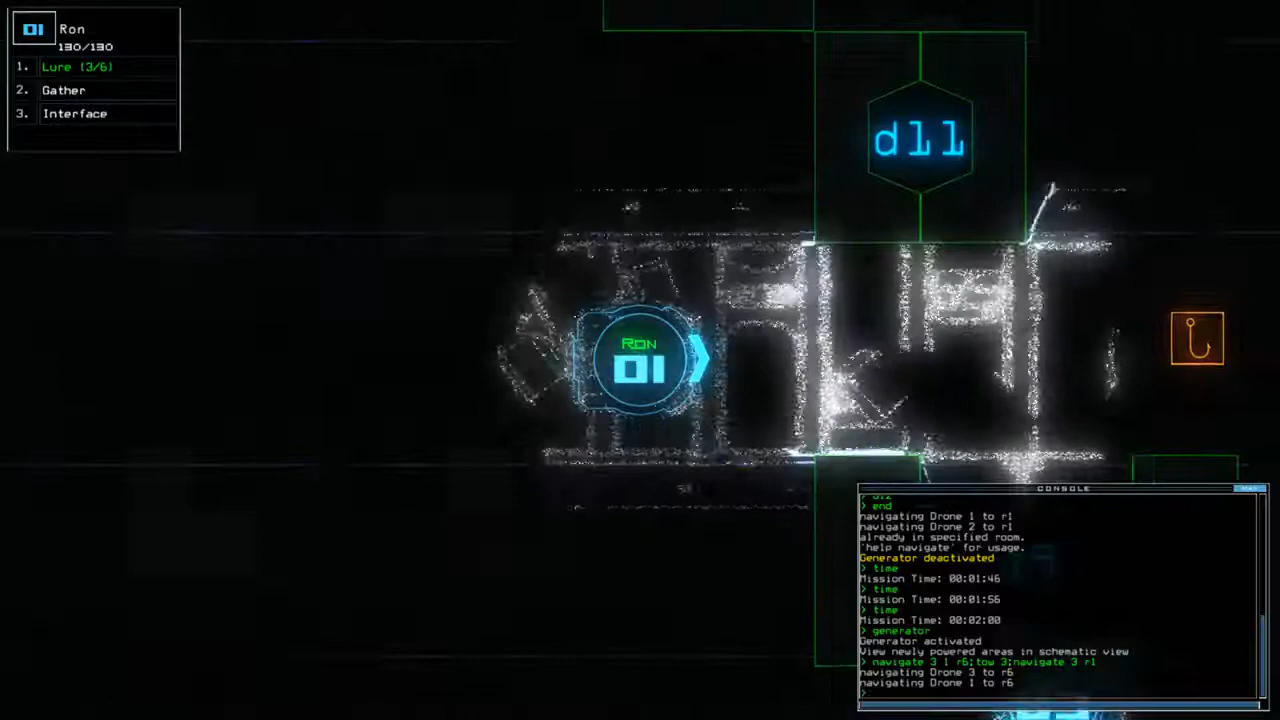 01 Ron
130/130
1. Lure (3/6)
2. Gather
3. Interface
dll
Ron
01
CONSOLE
> end
navigating Drone 1 to r1
navigating Drone 2 to r1
already in specified room.
'help navigate' for usage.
Generator deactivated
> time
Mission Time: 00:01:46
> time
Mission Time: 00:01:56
> time
Mission Time: 00:02:00
> generator
Generator activated
View newly powered areas in schematic view
> navigate 3 1 r6;tow 3;navigate 3 r1
navigating Drone 3 to r6
navigating Drone 1 to r6
>